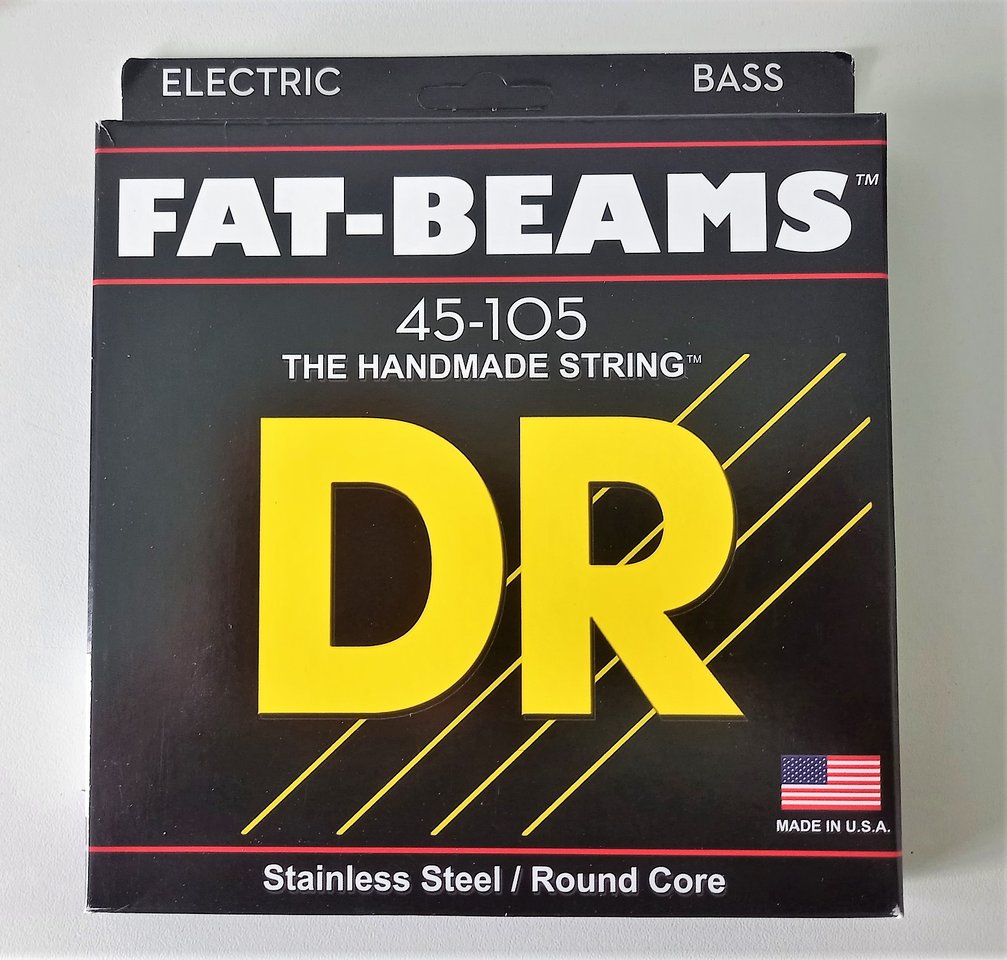 ELECTRIC BASS
FAT-BEAMS™
45-105
THE HANDMADE STRING™
DR
MADE IN U.S.A.
Stainless Steel / Round Core